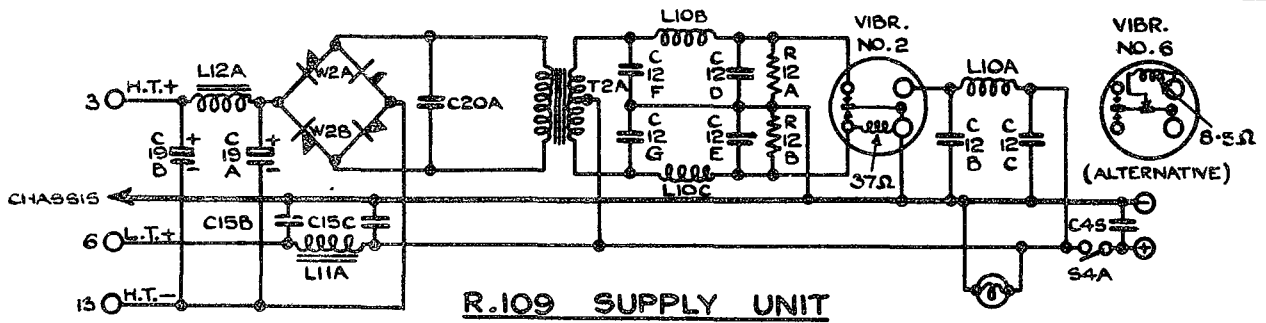 L10B
VIBR.
NO.2
VIBR.
NO.6
L12A
W2A
C
12
F
C
12
D
R
12
A
L10A
3 H.T.+
C20A
T2A
C
19
B
+
-
C
19
A
+
-
W2B
C
12
G
C
12
E
R
12
B
C
12
B
C
12
C
8·5Ω
L10C
37Ω
(ALTERNATIVE)
CHASSIS
C15B
C15C
C4S
6 L.T.+
L11A
S4A
13 H.T.-
R.109 SUPPLY UNIT